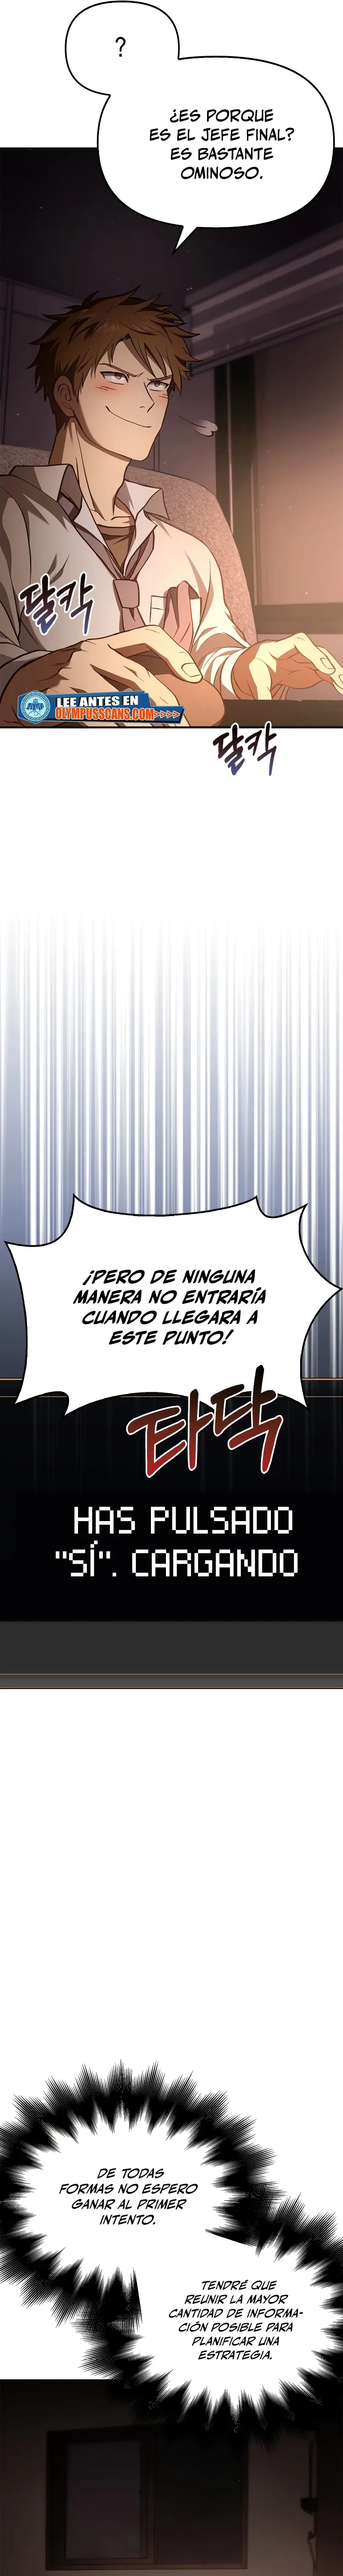 ?
¿ES PORQUE
ES EL JEFE FINAL?
ES BASTANTE
OMINOSO.
달칵
LEE ANTES EN
OLYMPUSSCANS.COM>>>>
달칵
¡PERO DE NINGUNA
MANERA NO ENTRARÍA
CUANDO LLEGARA A
ESTE PUNTO!
타닥
HAS PULSADO
"SÍ". CARGANDO
DE TODAS
FORMAS NO ESPERO
GANAR AL PRIMER
INTENTO.
TENDRÉ QUE
REUNIR LA MAYOR
CANTIDAD DE INFORMA-
CIÓN POSIBLE PARA
PLANIFICAR UNA
ESTRATEGIA.